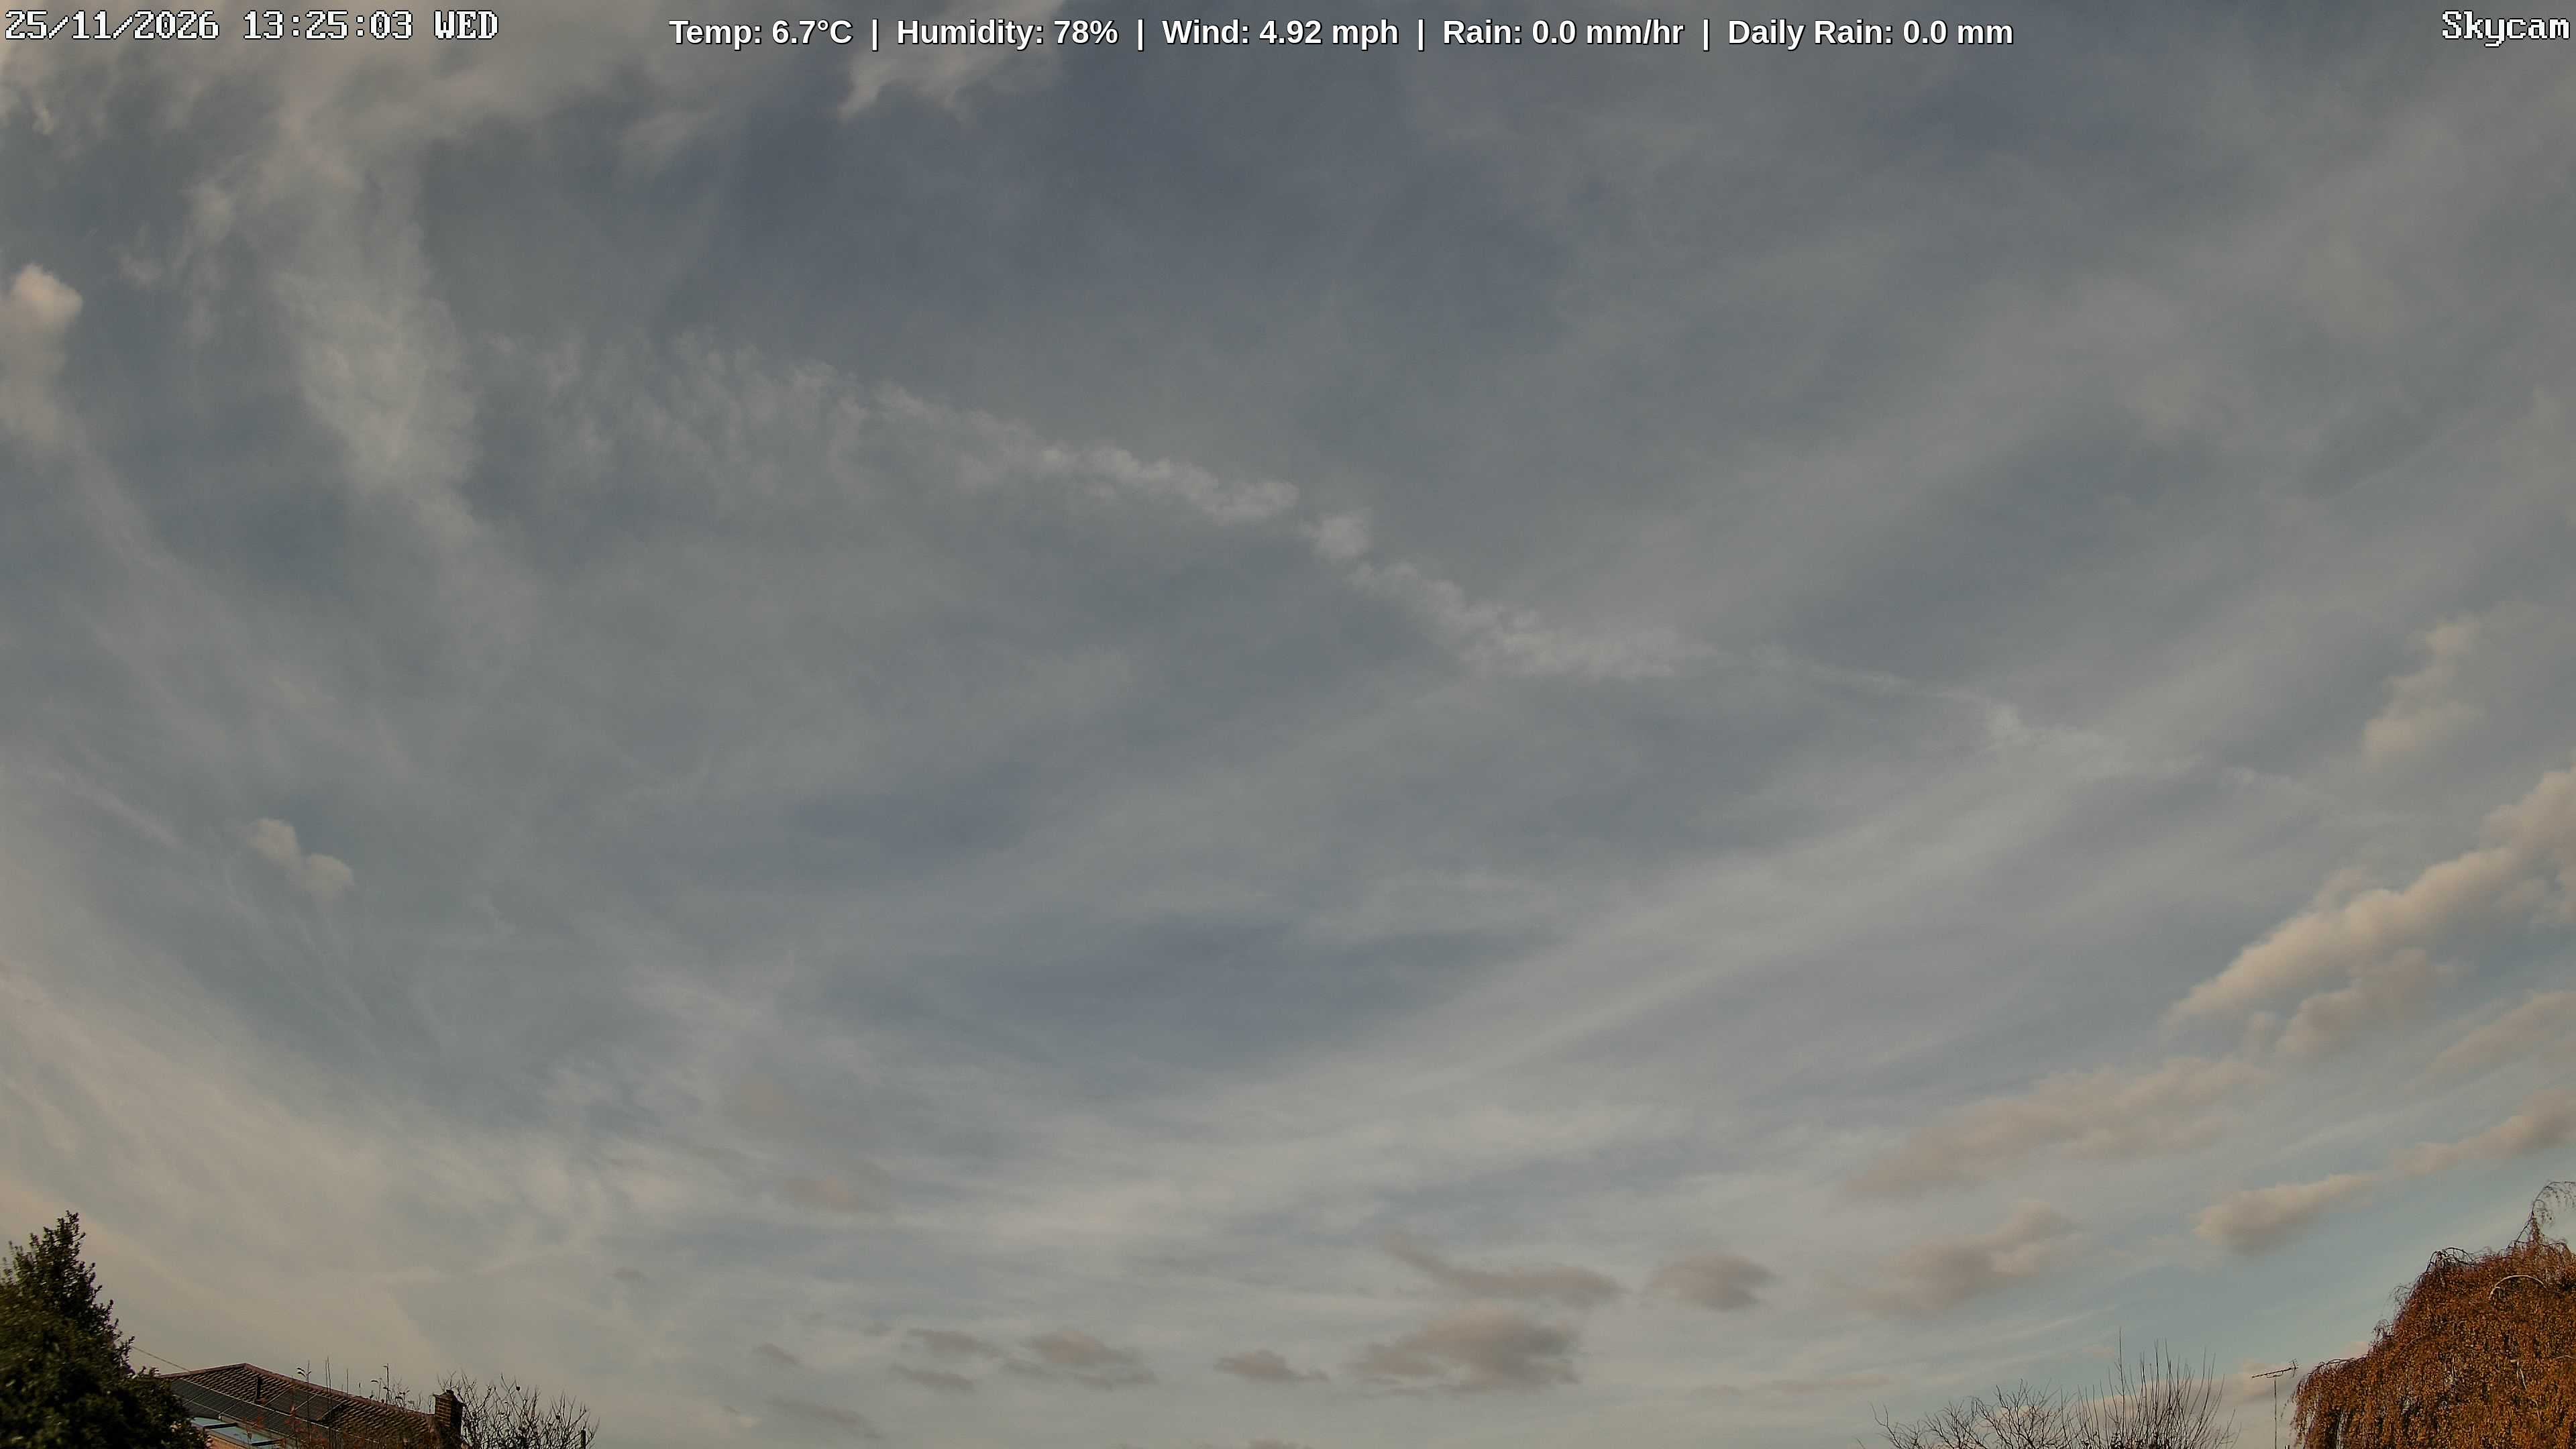 25/11/2026 13:25:03 WED
Temp: 6.7°C | Humidity: 78% | Wind: 4.92 mph | Rain: 0.0 mm/hr | Daily Rain: 0.0 mm
Skycam